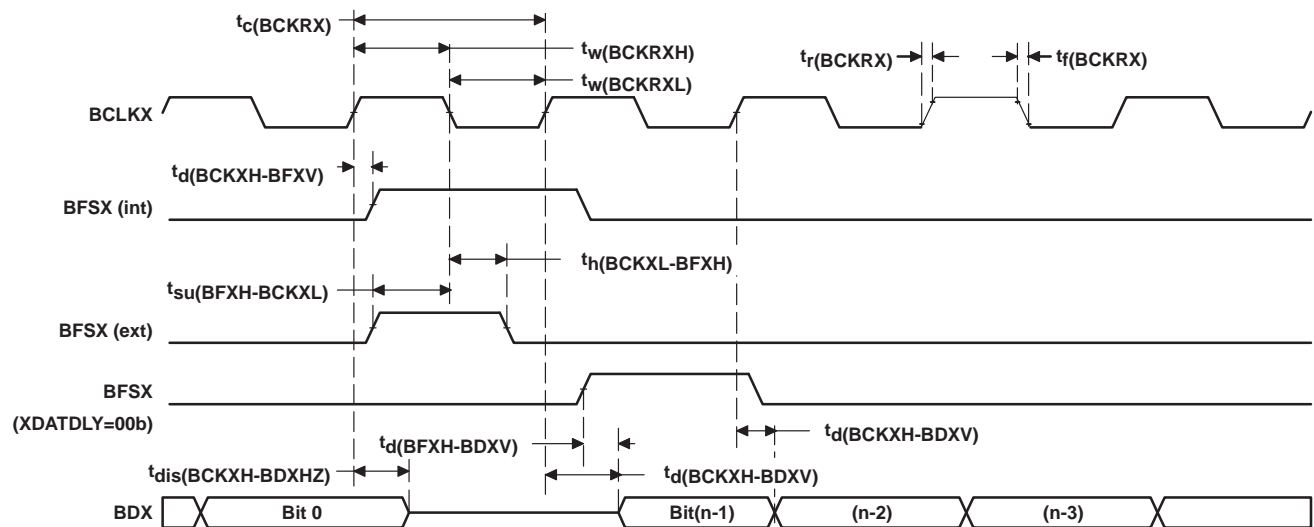 tc(BCKRX)
tw(BCKRXH)
tr(BCKRX)
tf(BCKRX)
tw(BCKRXL)
BCLKX
td(BCKXH-BFXV)
BFSX (int)
th(BCKXL-BFXH)
tsu(BFXH-BCKXL)
BFSX (ext)
BFSX
(XDATDLY=00b)
td(BFXH-BDXV)
td(BCKXH-BDXV)
tdis(BCKXH-BDXHZ)
td(BCKXH-BDXV)
BDX
Bit 0
Bit(n-1)
(n-2)
(n-3)